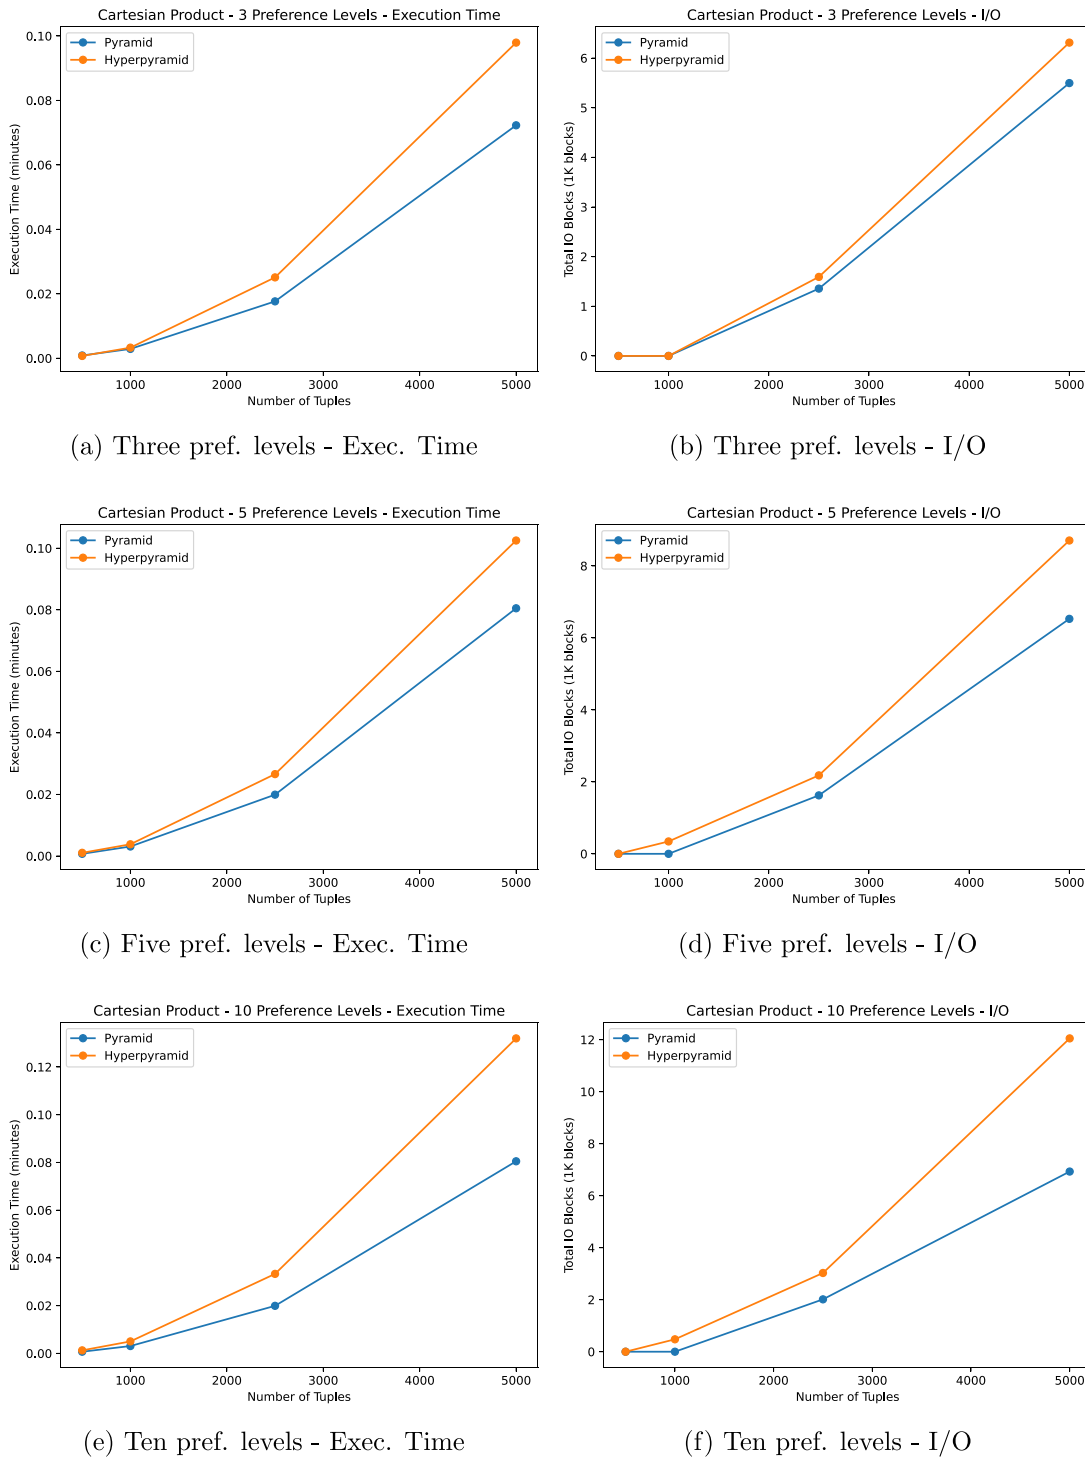 Cartesian Product - 3 Preference Levels - Execution Time
Pyramid
Hyperpyramid
Execution Time (minutes)
0.10
0.08
0.06
0.04
0.02
0.00
1000 2000 3000 4000 5000
Number of Tuples
(a) Three pref. levels - Exec. Time
Cartesian Product - 3 Preference Levels - I/O
Pyramid
Hyperpyramid
Total IO Blocks (1K blocks)
6
5
4
3
2
1
0
1000 2000 3000 4000 5000
Number of Tuples
(b) Three pref. levels - I/O
Cartesian Product - 5 Preference Levels - Execution Time
Pyramid
Hyperpyramid
Execution Time (minutes)
0.10
0.08
0.06
0.04
0.02
0.00
1000 2000 3000 4000 5000
Number of Tuples
(c) Five pref. levels - Exec. Time
Cartesian Product - 5 Preference Levels - I/O
Pyramid
Hyperpyramid
Total IO Blocks (1K blocks)
8
6
4
2
0
1000 2000 3000 4000 5000
Number of Tuples
(d) Five pref. levels - I/O
Cartesian Product - 10 Preference Levels - Execution Time
Pyramid
Hyperpyramid
Execution Time (minutes)
0.12
0.10
0.08
0.06
0.04
0.02
0.00
1000 2000 3000 4000 5000
Number of Tuples
(e) Ten pref. levels - Exec. Time
Cartesian Product - 10 Preference Levels - I/O
Pyramid
Hyperpyramid
Total IO Blocks (1K blocks)
12
10
8
6
4
2
0
1000 2000 3000 4000 5000
Number of Tuples
(f) Ten pref. levels - I/O